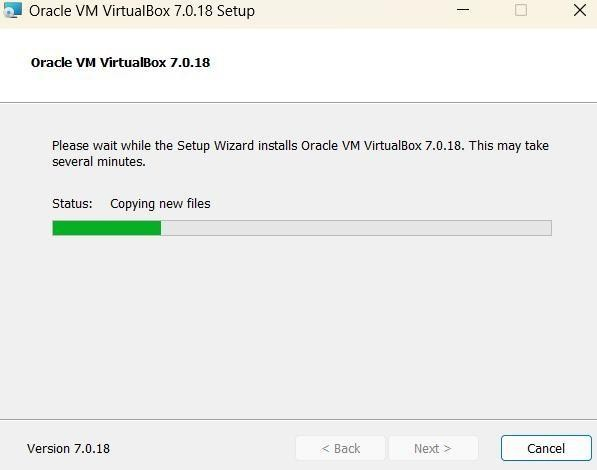 Oracle VM VirtualBox 7.0.18 Setup
Oracle VM VirtualBox 7.0.18
Please wait while the Setup Wizard installs Oracle VM VirtualBox 7.0.18. This may take
several minutes.
Status: Copying new files
Version 7.0.18
< Back
Next >
Cancel